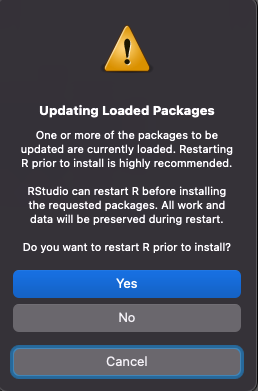 Updating Loaded Packages
One or more of the packages to be
updated are currently loaded. Restarting
R prior to install is highly recommended.
RStudio can restart R before installing
the requested packages. All work and
data will be preserved during restart.
Do you want to restart R prior to install?
Yes
No
Cancel